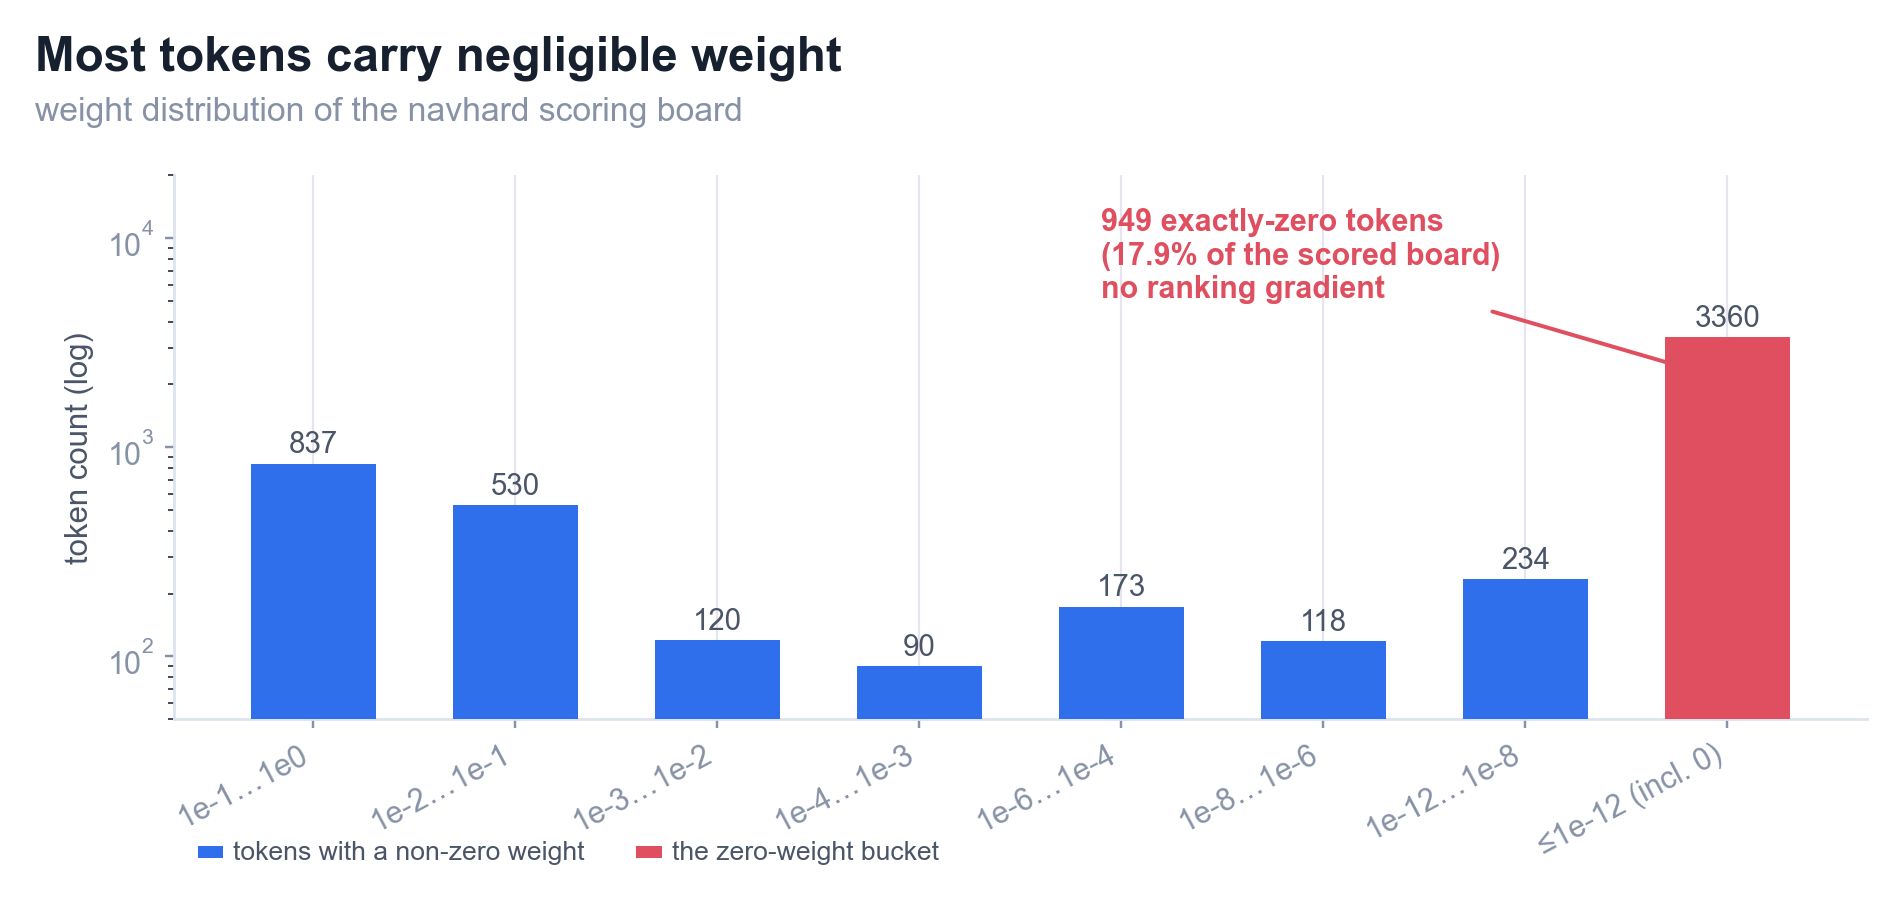 Most tokens carry negligible weight
weight distribution of the navhard scoring board
949 exactly-zero tokens
(17.9% of the scored board)
no ranking gradient
token count (log)
10^4
10^3
10^2
837
530
120
90
173
118
234
3360
1e-1…1e0
1e-2…1e-1
1e-3…1e-2
1e-4…1e-3
1e-6…1e-4
1e-8…1e-6
1e-12…1e-8
≤1e-12 (incl. 0)
tokens with a non-zero weight
the zero-weight bucket